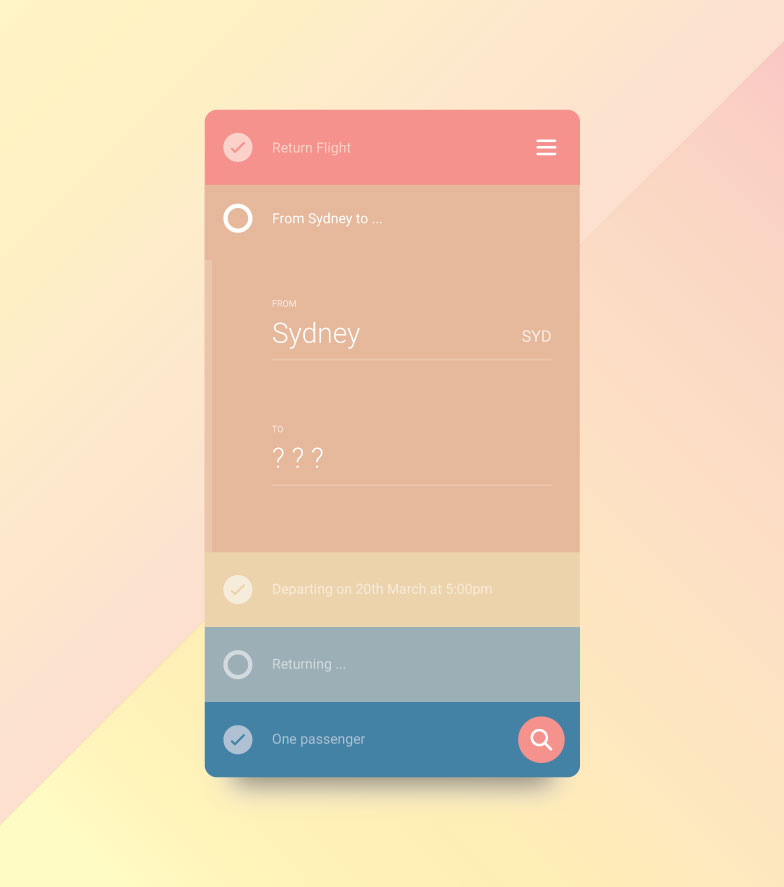 Return Flight
From Sydney to ...
FROM
Sydney SYD
TO
? ? ?
Departing on 20th March at 5:00pm
Returning ...
One passenger